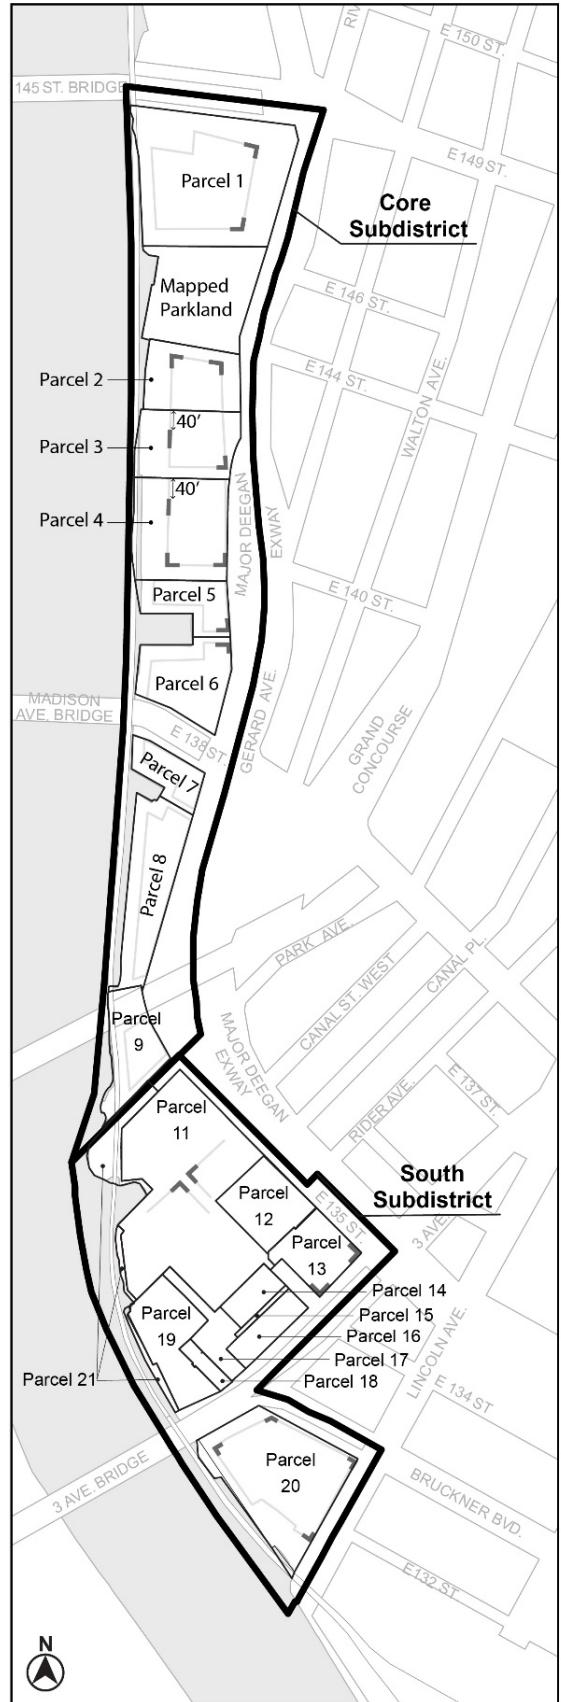 RIV
E 150 ST.
145 ST. BRIDGE
E 149 ST.
Parcel 1
Core
Subdistrict
Mapped
Parkland
E 146 ST.
E 144 ST.
WALTON AVE.
Parcel 2
40'
Parcel 3
40'
Parcel 4
MAJOR DEEGAN
EXWAY
Parcel 5
E 140 ST.
Parcel 6
MADISON
AVE. BRIDGE
E 138 ST.
GERARD AVE.
GRAND
CONCOURSE
Parcel 7
Parcel 8
PARK AVE.
CANAL ST. WEST
CANAL PL.
Parcel
9
MAJOR DEEGAN
EXWAY
RIDER AVE.
E 137 ST.
Parcel
11
South
Subdistrict
E 135 ST.
3 AVE.
Parcel
12
Parcel
13
Parcel 14
Parcel 15
Parcel 16
Parcel 17
Parcel 18
Parcel
19
Parcel 21
LINCOLN AVE.
E 134 ST
Parcel
20
3 AVE. BRIDGE
BRUCKNER BVD.
E 132 ST.
N